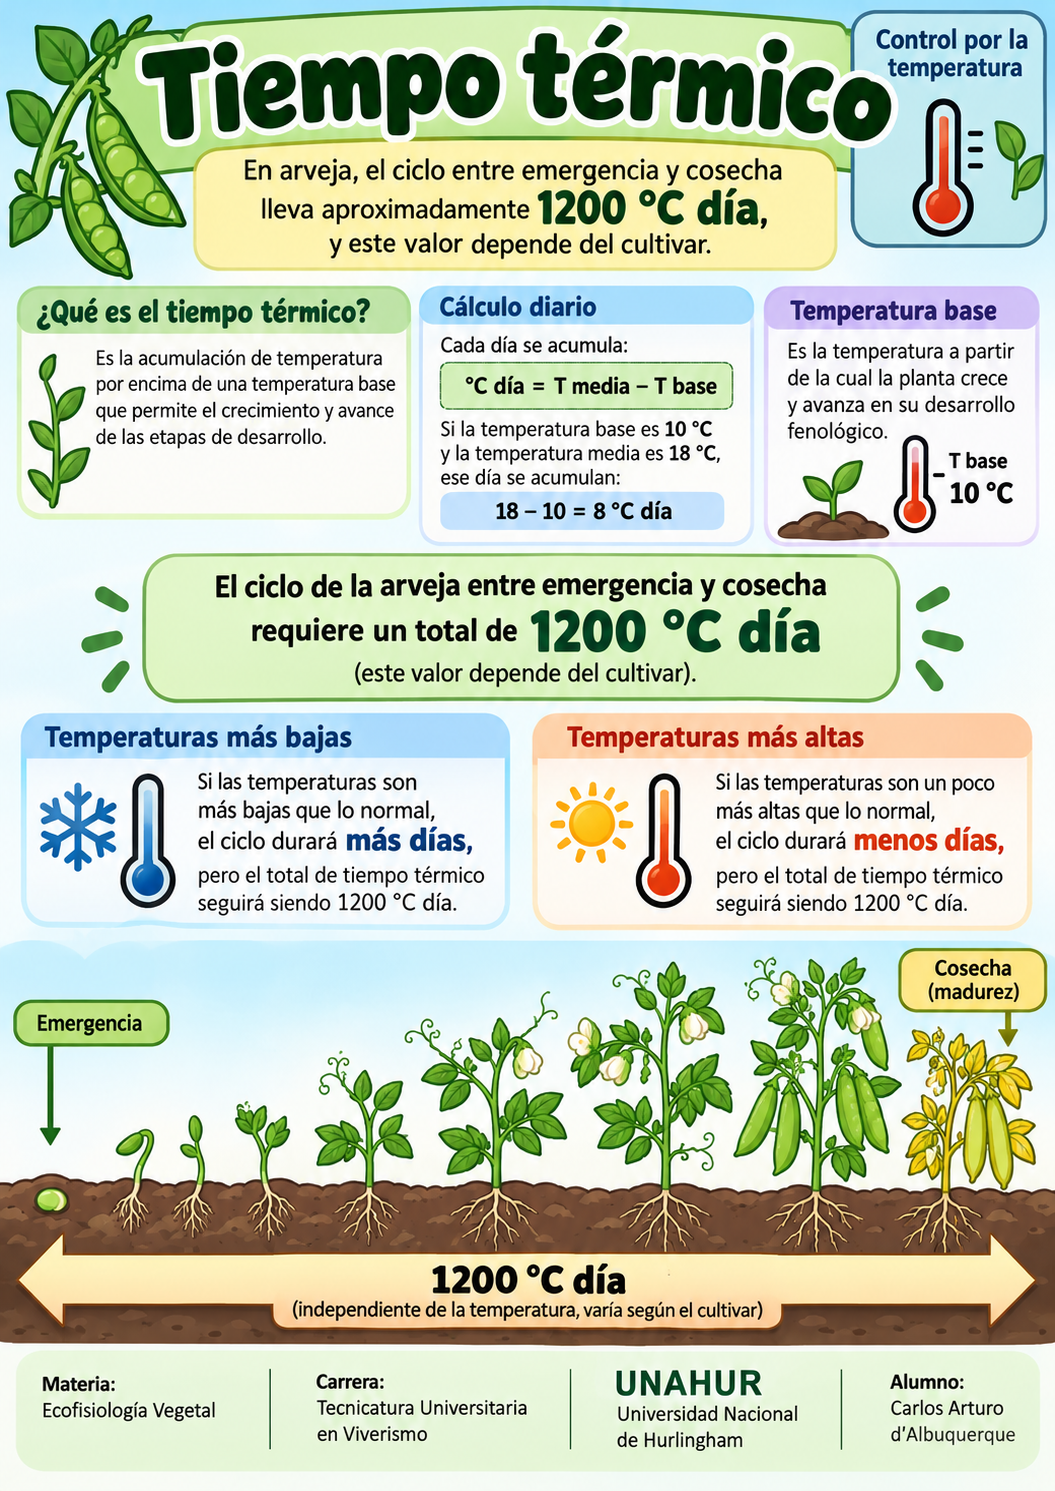 Tiempo térmico
Control por la
temperatura
En arveja, el ciclo entre emergencia y cosecha
lleva aproximadamente 1200 °C día,
y este valor depende del cultivar.
¿Qué es el tiempo térmico?
Es la acumulación de temperatura
por encima de una temperatura base
que permite el crecimiento y avance
de las etapas de desarrollo.
Cálculo diario
Cada día se acumula:
°C día = T media – T base
Si la temperatura base es 10 °C
y la temperatura media es 18 °C,
ese día se acumulan:
18 – 10 = 8 °C día
Temperatura base
Es la temperatura a partir
de la cual la planta crece
y avanza en su desarrollo
fenológico.
T base
10 °C
El ciclo de la arveja entre emergencia y cosecha
requiere un total de 1200 °C día
(este valor depende del cultivar).
Temperaturas más bajas
Si las temperaturas son
más bajas que lo normal,
el ciclo durará más días,
pero el total de tiempo térmico
seguirá siendo 1200 °C día.
Temperaturas más altas
Si las temperaturas son un poco
más altas que lo normal,
el ciclo durará menos días,
pero el total de tiempo térmico
seguirá siendo 1200 °C día.
Emergencia
Cosecha
(madurez)
1200 °C día
(independiente de la temperatura, varía según el cultivar)
Materia:
Ecofisiología Vegetal
Carrera:
Tecnicatura Universitaria
en Viverismo
UNAHUR
Universidad Nacional
de Hurlingham
Alumno:
Carlos Arturo
d'Albuquerque